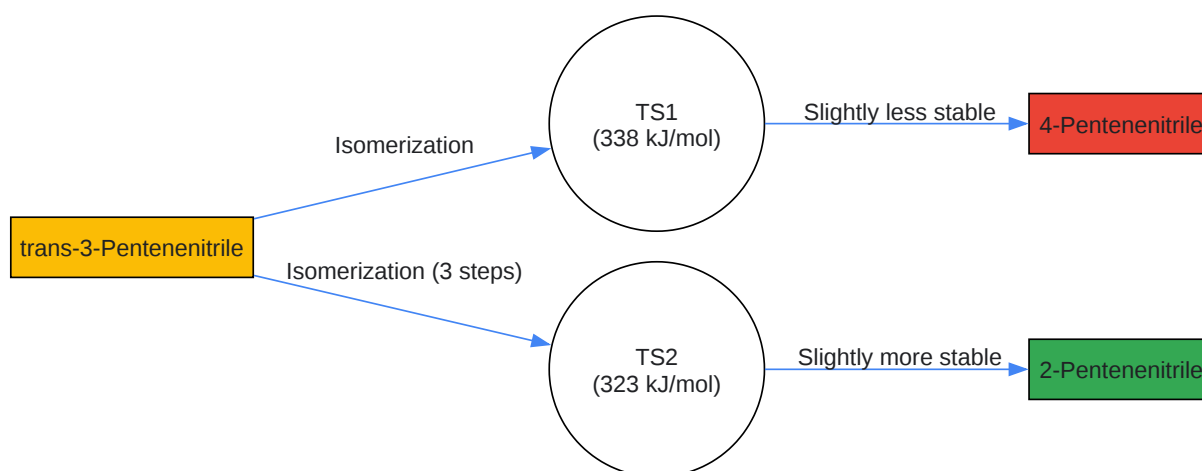 TS1
(338 kJ/mol)
Slightly less stable
4-Pentenenitrile
Isomerization
trans-3-Pentenenitrile
Isomerization (3 steps)
TS2
(323 kJ/mol)
Slightly more stable
2-Pentenenitrile